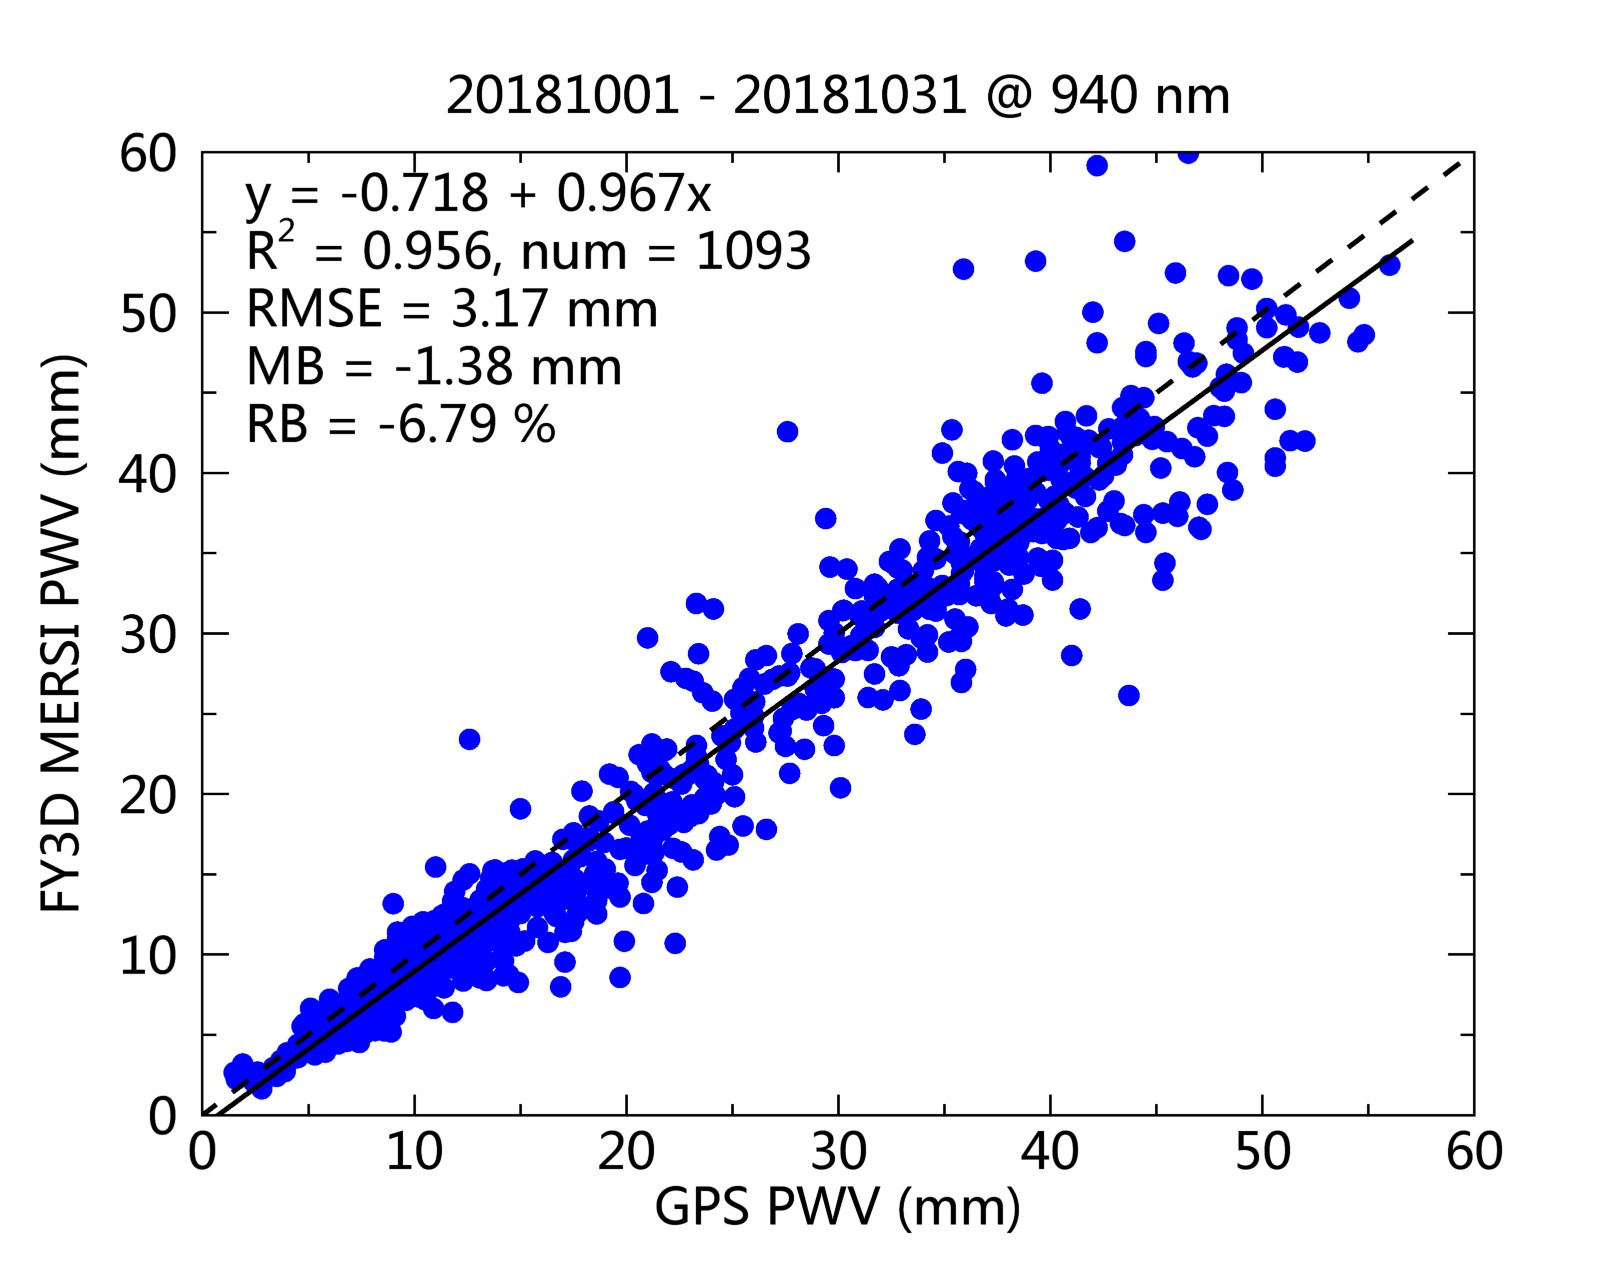 20181001 - 20181031 @ 940 nm
y = -0.718 + 0.967x
R² = 0.956, num = 1093
RMSE = 3.17 mm
MB = -1.38 mm
RB = -6.79 %
FY3D MERSI PWV (mm)
60
50
40
30
20
10
0
0 10 20 30 40 50 60
GPS PWV (mm)